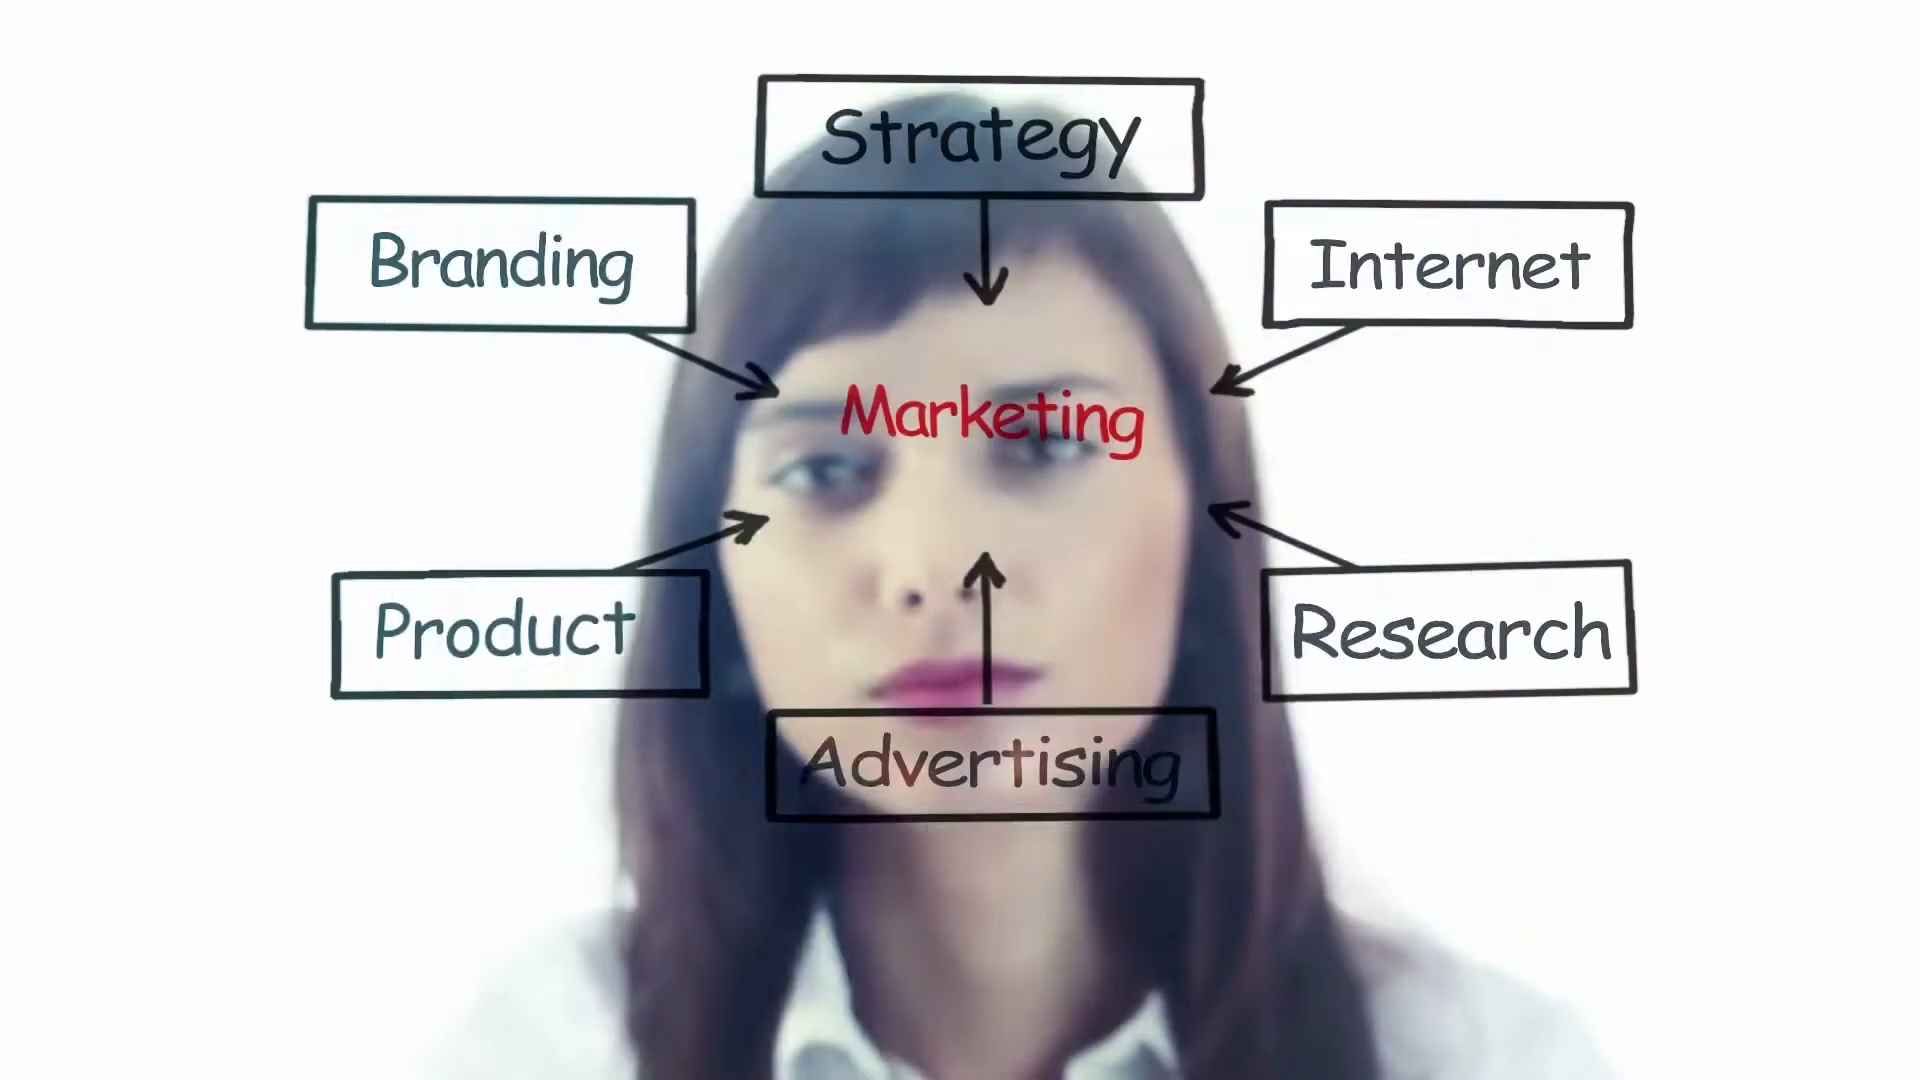 Strategy
Branding
Internet
Marketing
Product
Research
Advertising